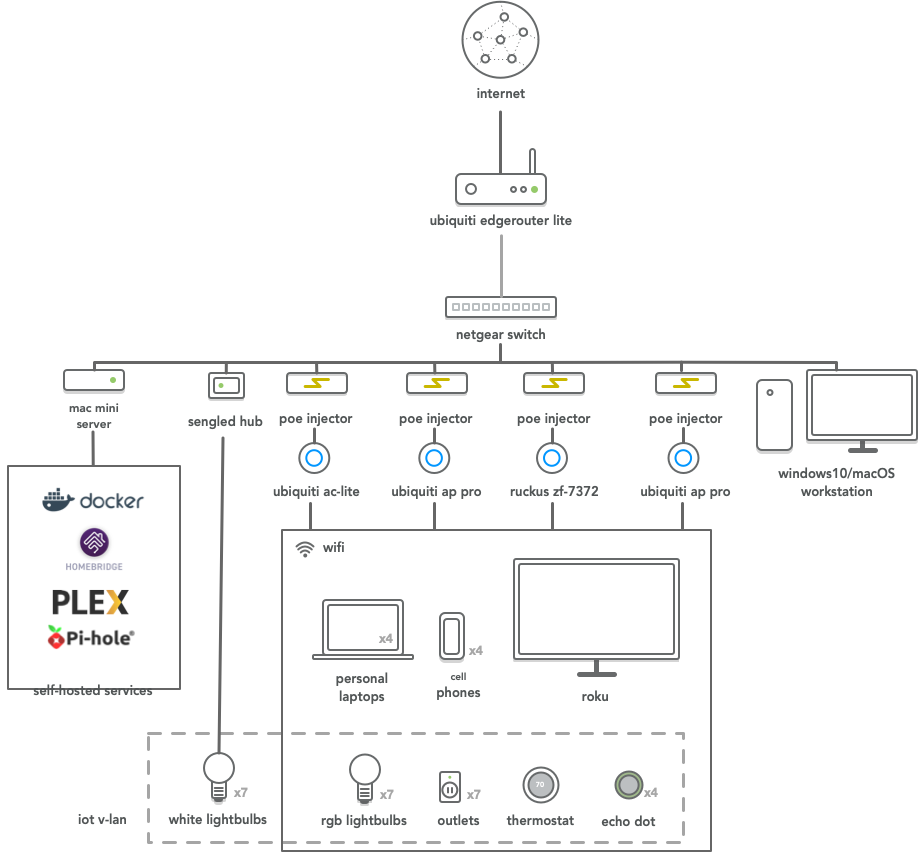 internet
ubiquiti edgerouter lite
netgear switch
mac mini
server
sengled hub
poe injector
poe injector
poe injector
poe injector
windows10/macOS
workstation
ubiquiti ac-lite
ubiquiti ap pro
ruckus zf-7372
ubiquiti ap pro
docker
HOMEBRIDGE
PLEX
Pi-hole®
self-hosted services
wifi
x4
personal
laptops
x4
cell
phones
roku
iot v-lan
x7
white lightbulbs
x7
rgb lightbulbs
x7
outlets
70
thermostat
x4
echo dot